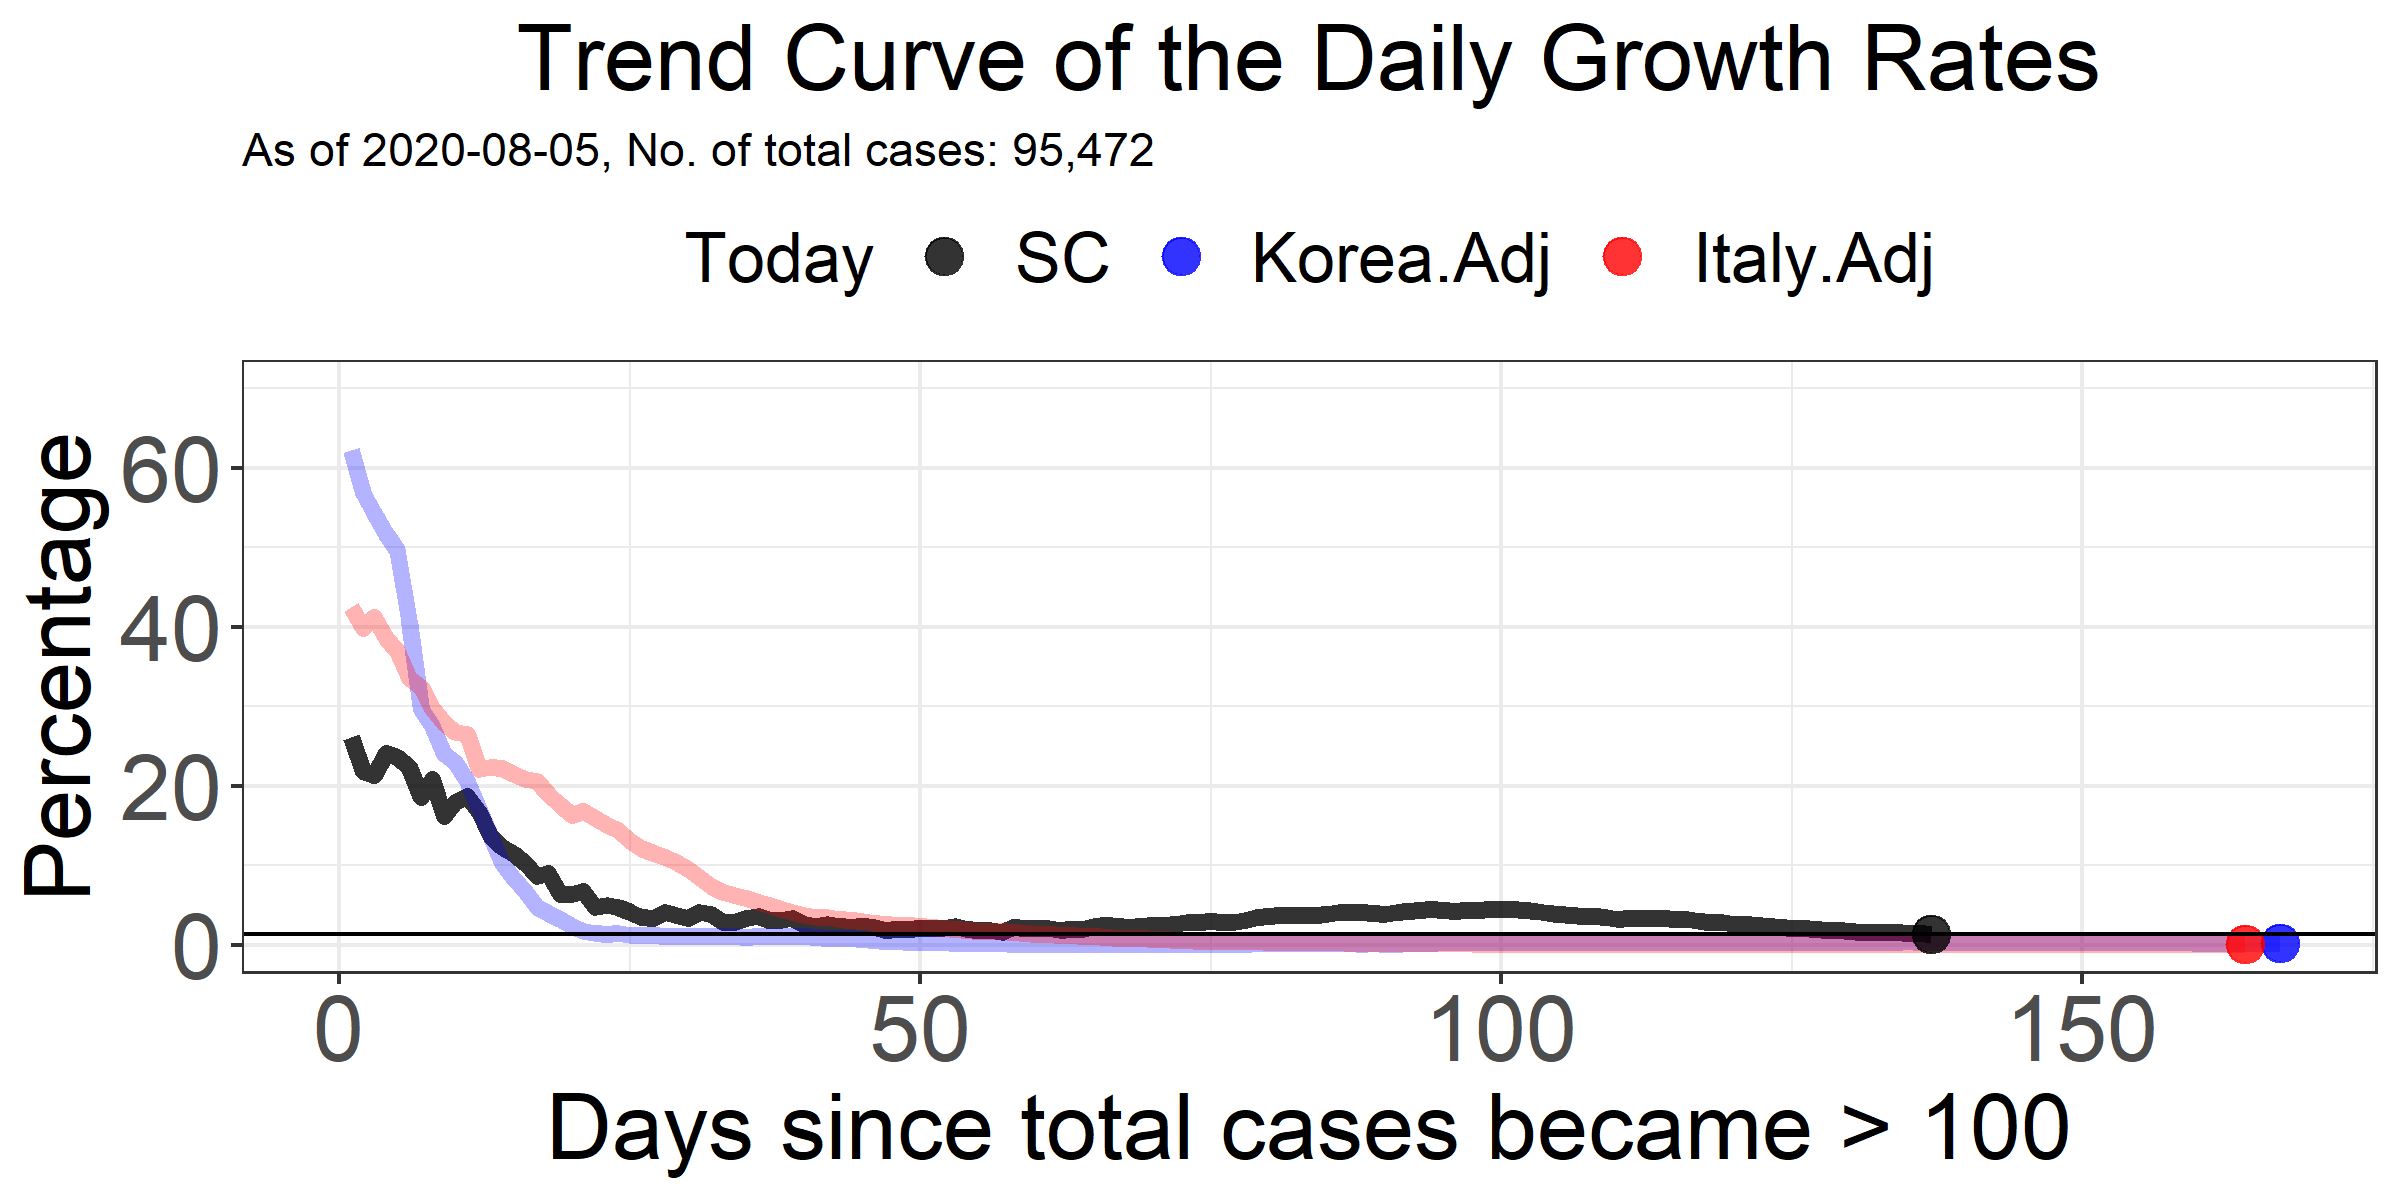 Trend Curve of the Daily Growth Rates
As of 2020-08-05, No. of total cases: 95,472
Today SC Korea.Adj Italy.Adj
Percentage
60
40
20
0
0 50 100 150
Days since total cases became > 100